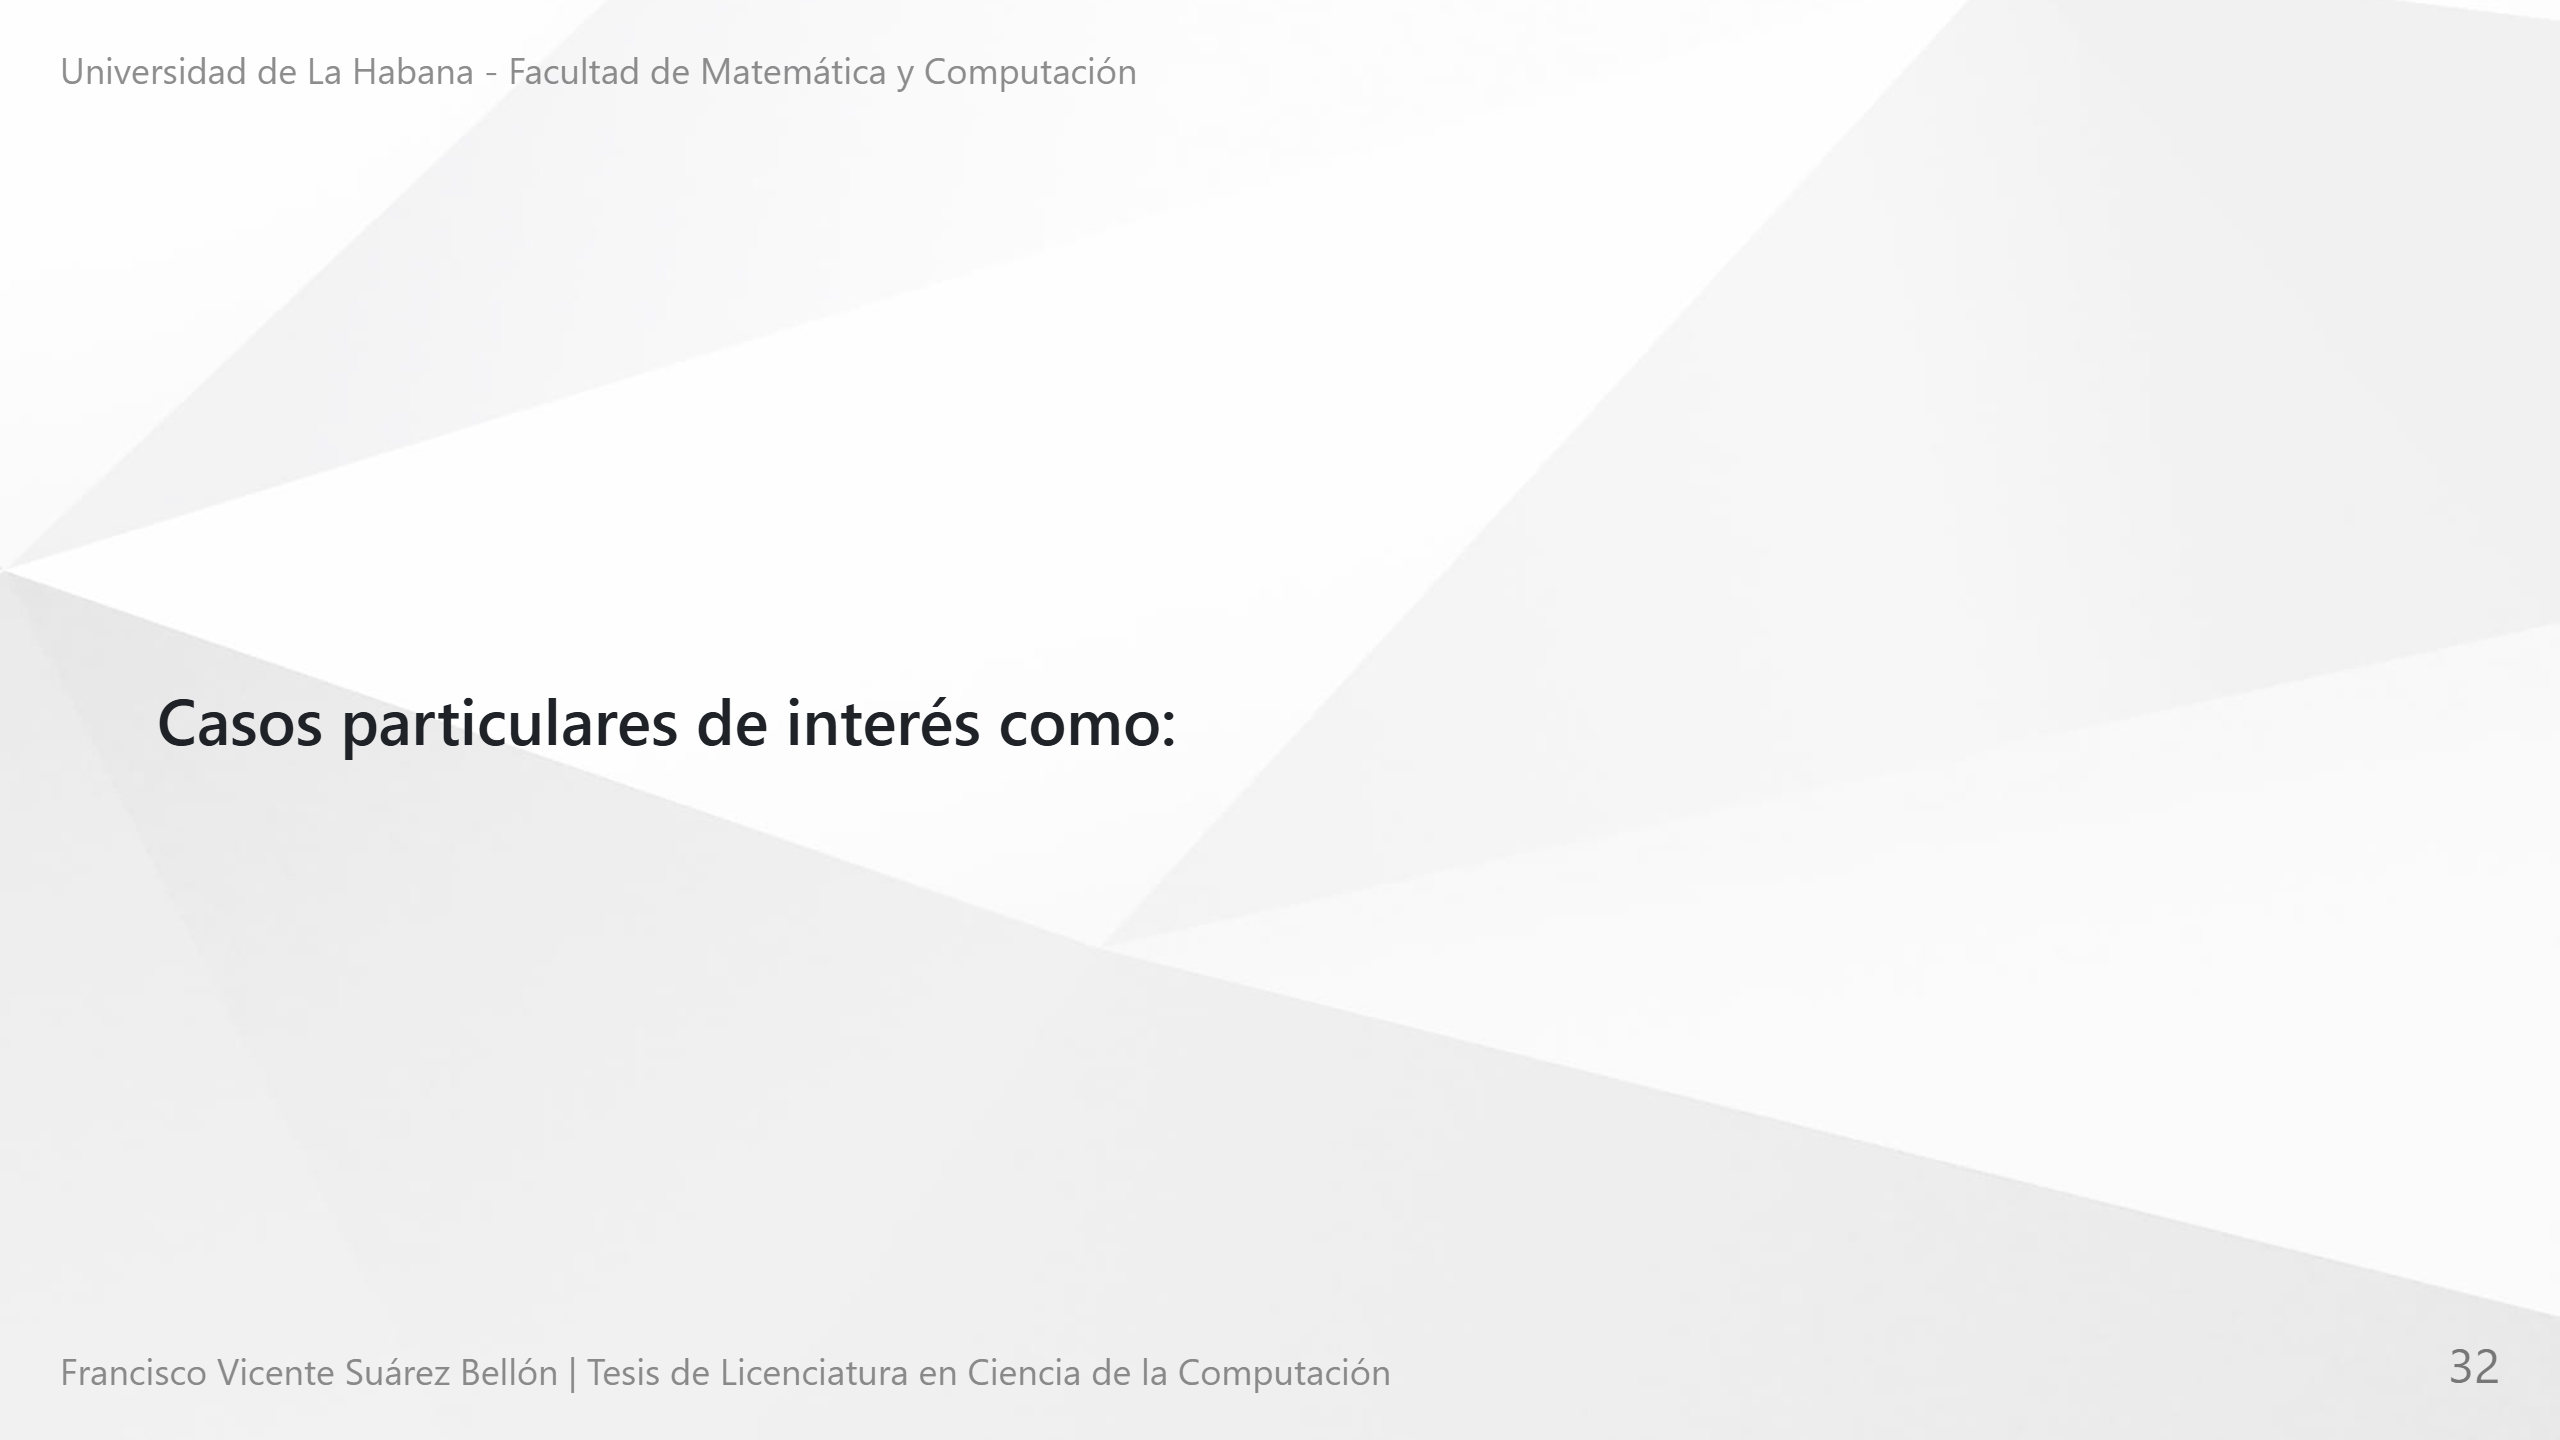 Universidad de La Habana - Facultad de Matemática y Computación
Casos particulares de interés como:
Francisco Vicente Suárez Bellón | Tesis de Licenciatura en Ciencia de la Computación
32